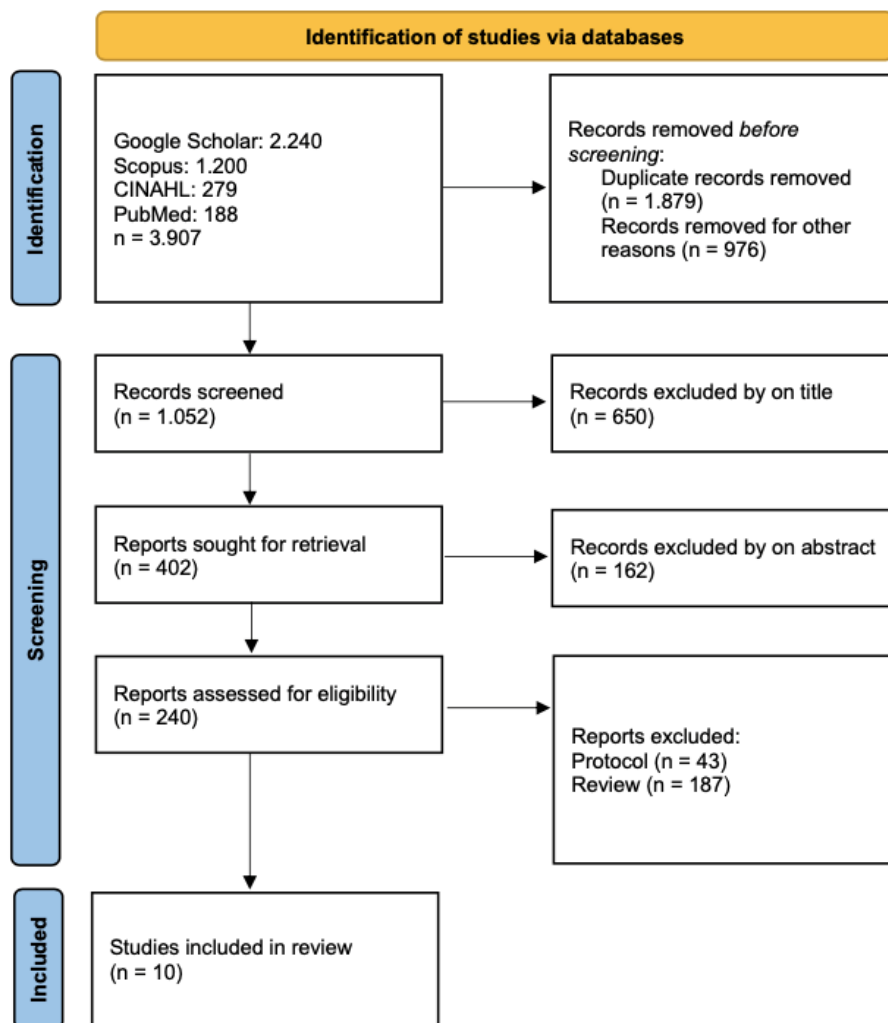 Identification of studies via databases
Identification
Google Scholar: 2.240
Scopus: 1.200
CINAHL: 279
PubMed: 188
n = 3.907
Records removed before
screening:
Duplicate records removed
(n = 1.879)
Records removed for other
reasons (n = 976)
Screening
Records screened
(n = 1.052)
Records excluded by on title
(n = 650)
Reports sought for retrieval
(n = 402)
Records excluded by on abstract
(n = 162)
Reports assessed for eligibility
(n = 240)
Reports excluded:
Protocol (n = 43)
Review (n = 187)
Included
Studies included in review
(n = 10)